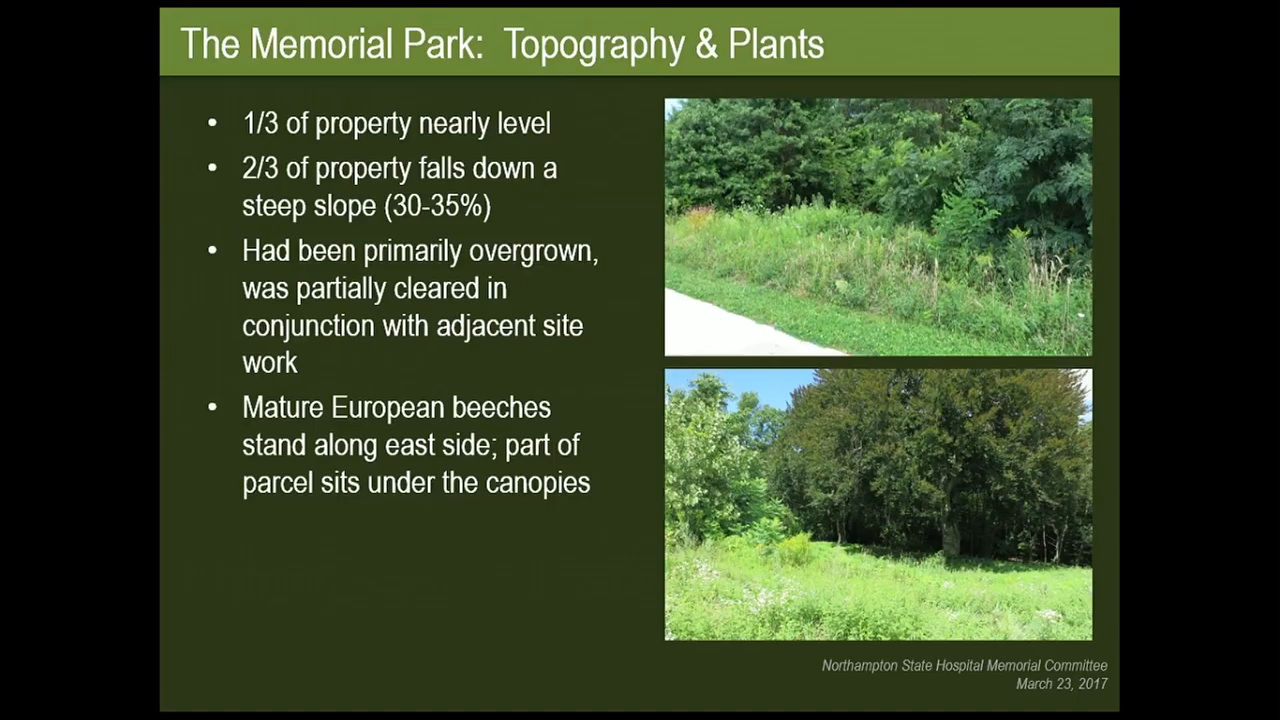 The Memorial Park: Topography & Plants
• 1/3 of property nearly level
• 2/3 of property falls down a
steep slope (30-35%)
• Had been primarily overgrown,
was partially cleared in
conjunction with adjacent site
work
• Mature European beeches
stand along east side; part of
parcel sits under the canopies
Northampton State Hospital Memorial Committee
March 23, 2017